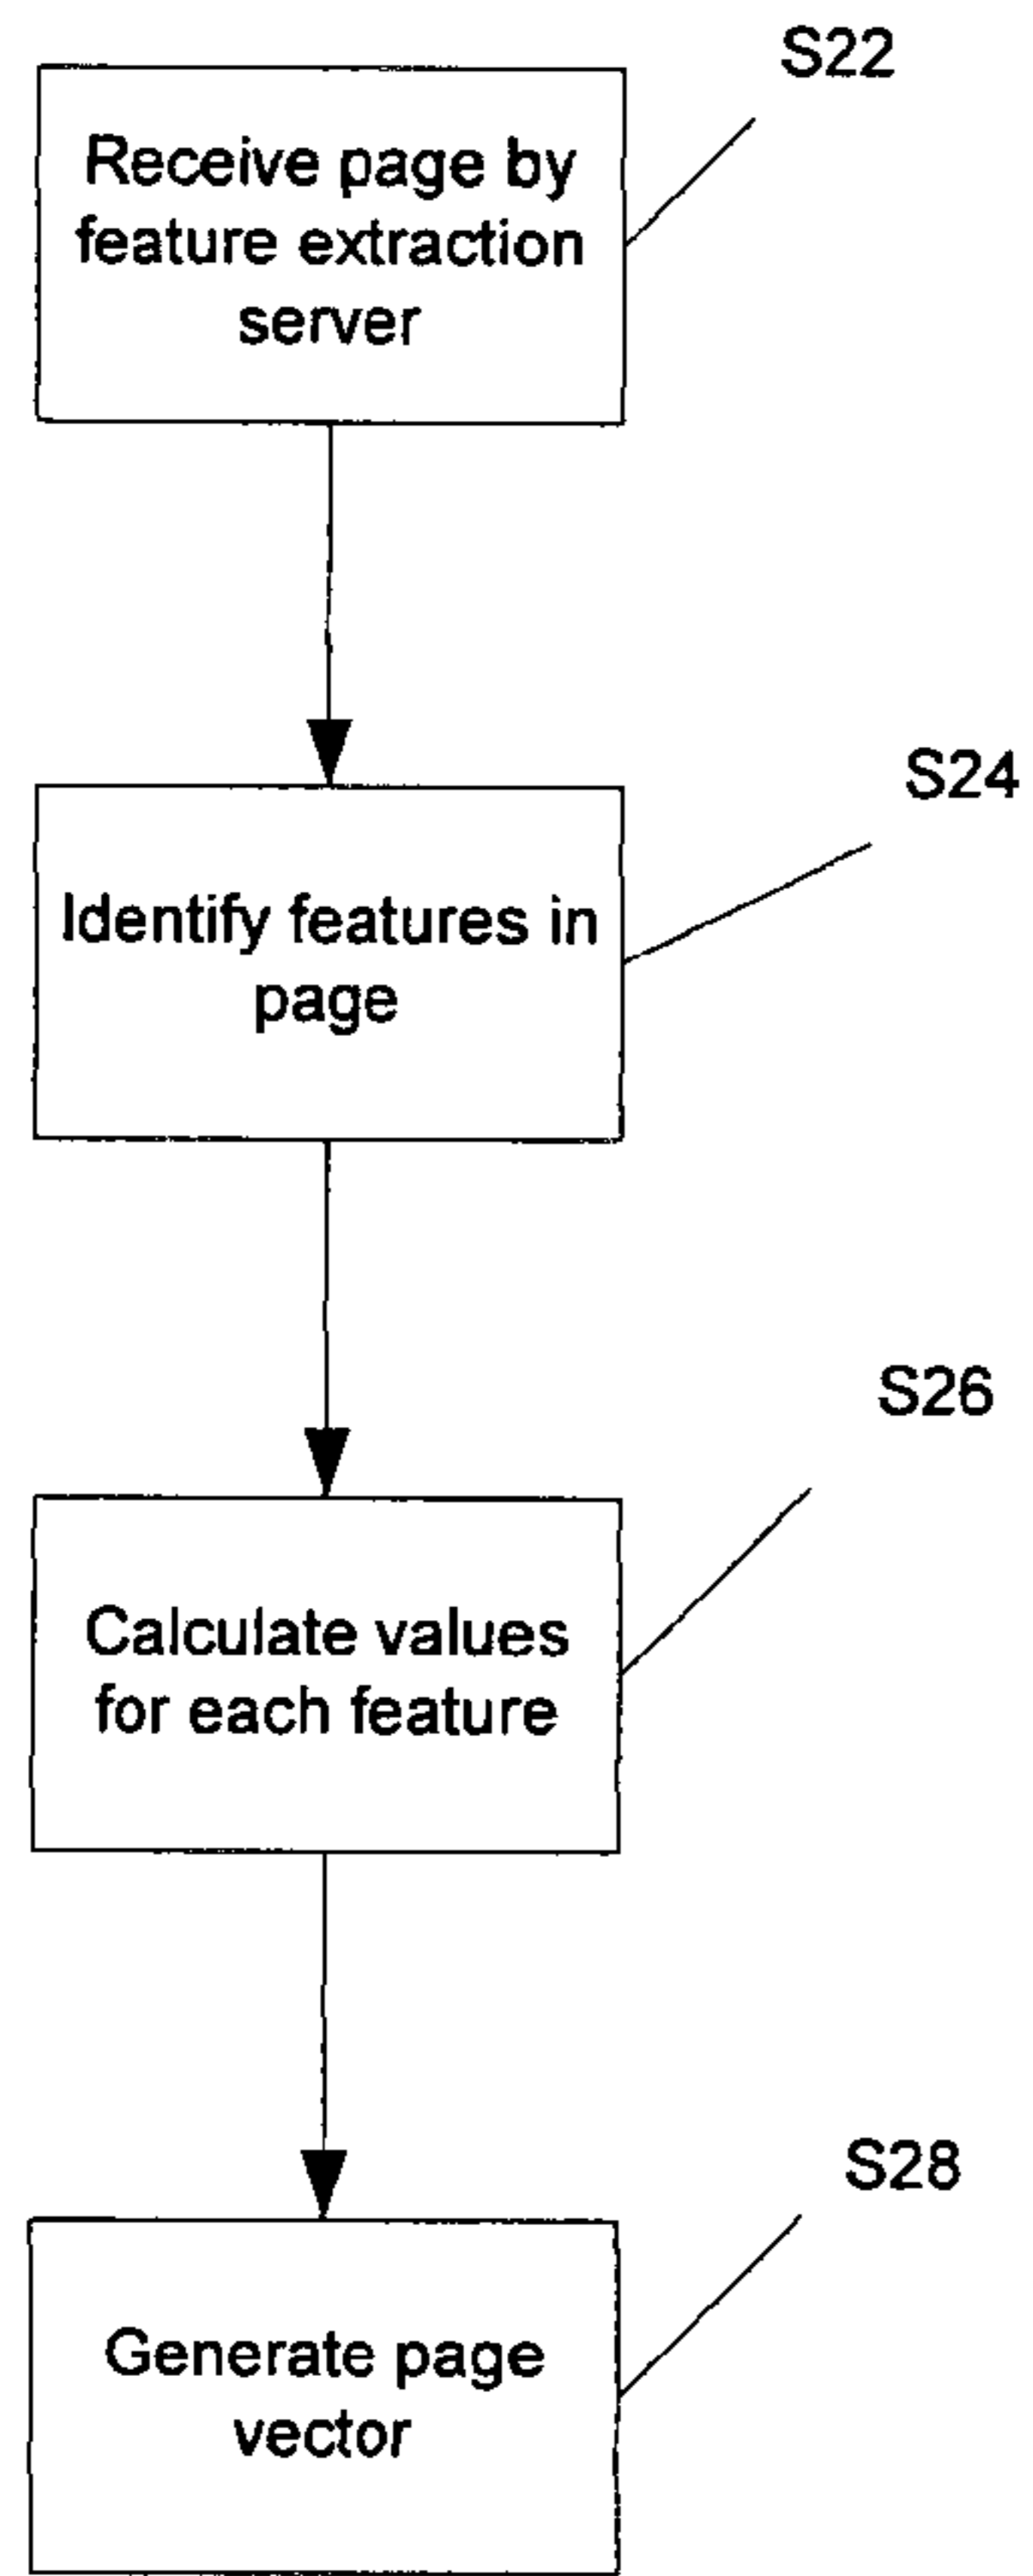 S22
Receive page by
feature extraction
server
S24
Identify features in
page
S26
Calculate values
for each feature
S28
Generate page
vector